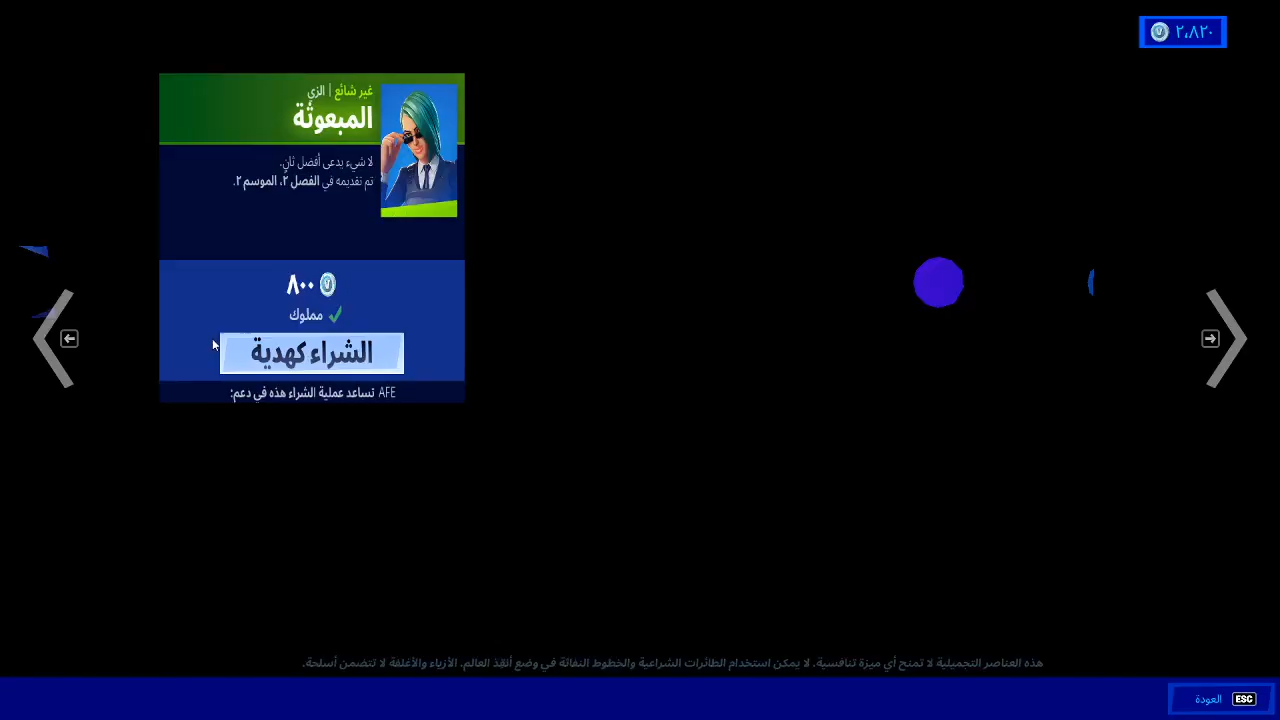 ٢،٨٢٠
غير شائع | الزي
المبعوثة
لا شيء يدعى أفضل ثانٍ.
تم تقديمه في الفصل ٢، الموسم ٢.
٨٠٠
مملوك
الشراء كهدية
AFE تساعد عملية الشراء هذه في دعم:
هذه العناصر التجميلية لا تمنح أي ميزة تنافسية. لا يمكن استخدام الطائرات الشراعية والخطوط النفاثة في وضع أنقذ العالم. الأزياء والأغلفة لا تتضمن أسلحة.
العودة ESC